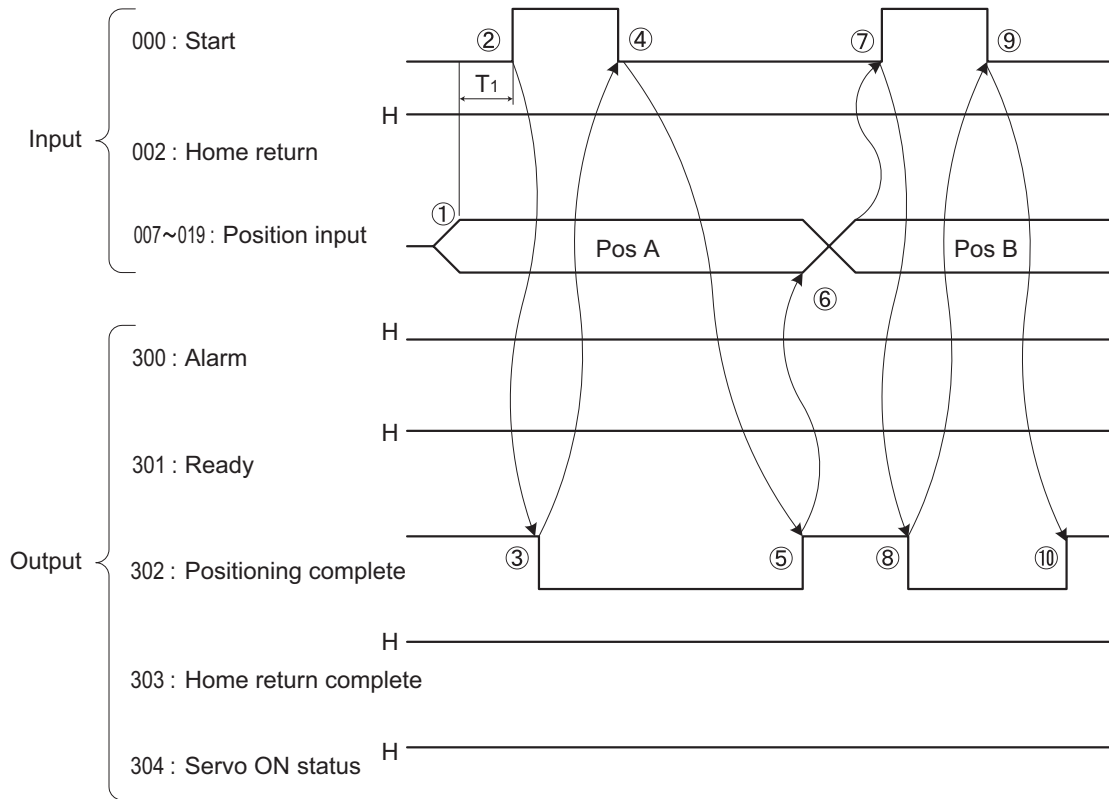 ② ④ ⑦ ⑨
000 : Start
T1
H
Input
002 : Home return
①
007~019 : Position input
Pos A
Pos B
⑥
H
300 : Alarm
H
301 : Ready
Output
③ ⑤ ⑧ ⑩
302 : Positioning complete
H
303 : Home return complete
H
304 : Servo ON status